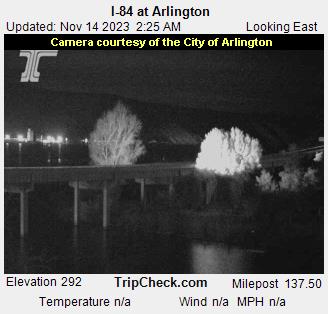 I-84 at Arlington
Updated: Nov 14 2023 2:25 AM Looking East
Camera courtesy of the City of Arlington
Elevation 292 TripCheck.com Milepost 137.50
Temperature n/a Wind n/a MPH n/a